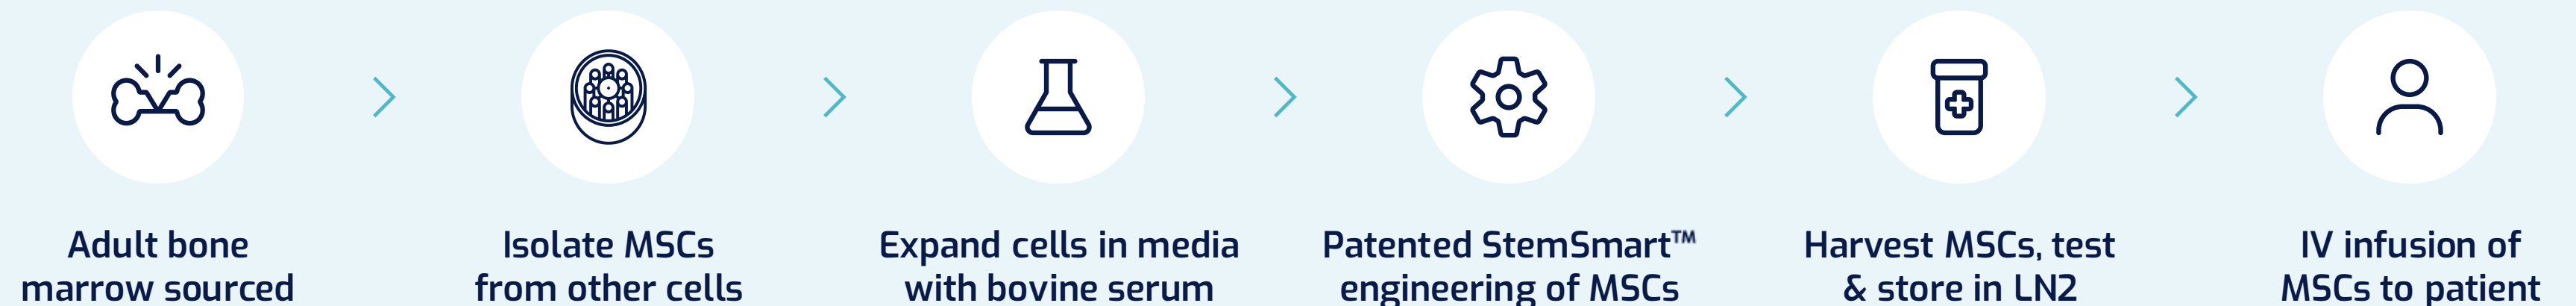 Adult bone
marrow sourced
Isolate MSCs
from other cells
Expand cells in media
with bovine serum
Patented StemSmart™
engineering of MSCs
Harvest MSCs, test
& store in LN2
IV infusion of
MSCs to patient